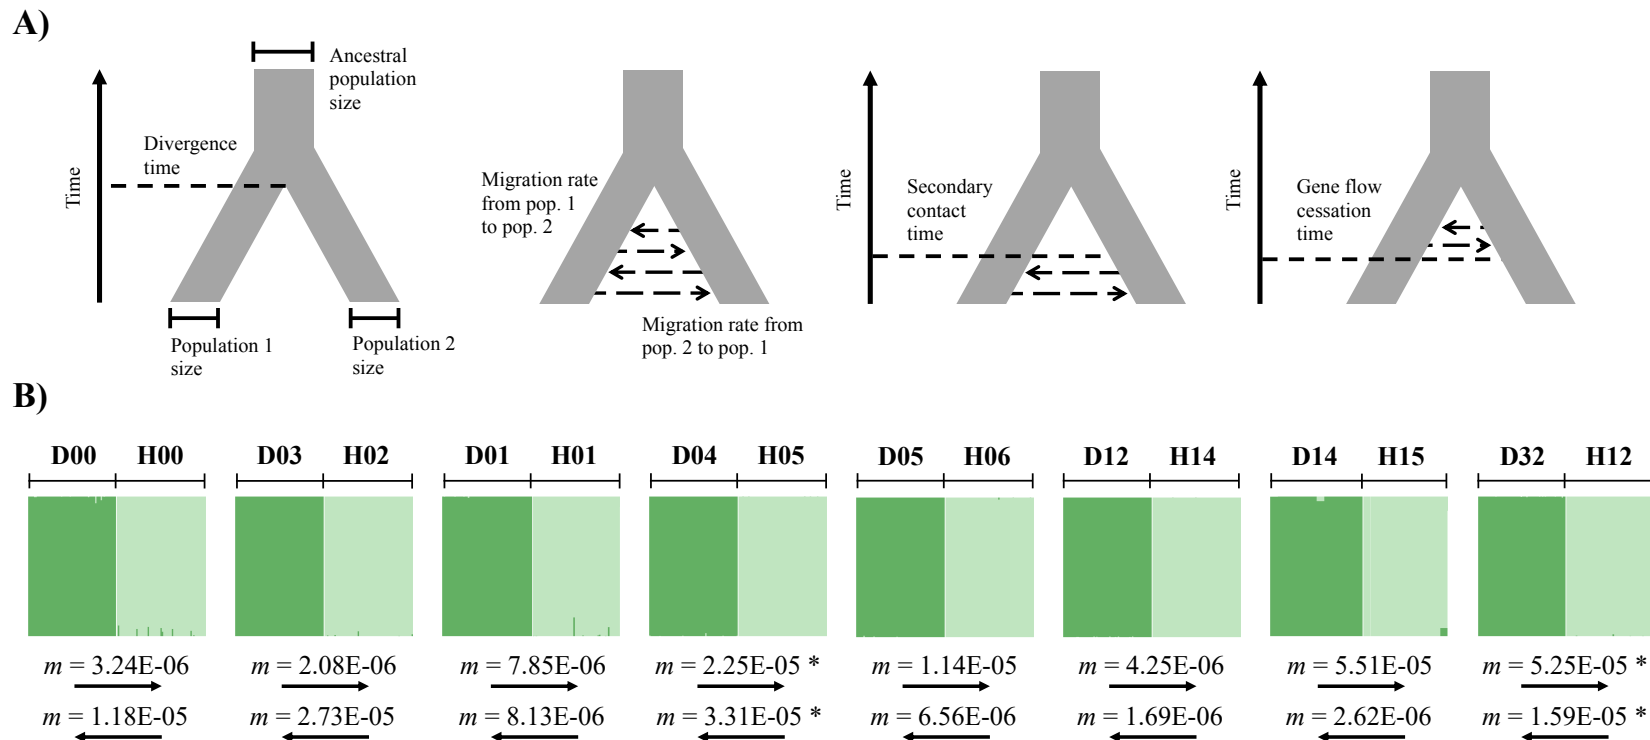 A)
Ancestral
population
size
Divergence
time
Time
Population 1
size
Population 2
size
Migration rate
from pop. 1
to pop. 2
Migration rate from
pop. 2 to pop. 1
Time
Secondary
contact
time
Time
Gene flow
cessation
time
B)
D00 H00 D03 H02 D01 H01 D04 H05 D05 H06 D12 H14 D14 H15 D32 H12
m = 3.24E-06 m = 2.08E-06 m = 7.85E-06 m = 2.25E-05 * m = 1.14E-05 m = 4.25E-06 m = 5.51E-05 m = 5.25E-05 *
m = 1.18E-05 m = 2.73E-05 m = 8.13E-06 m = 3.31E-05 * m = 6.56E-06 m = 1.69E-06 m = 2.62E-06 m = 1.59E-05 *